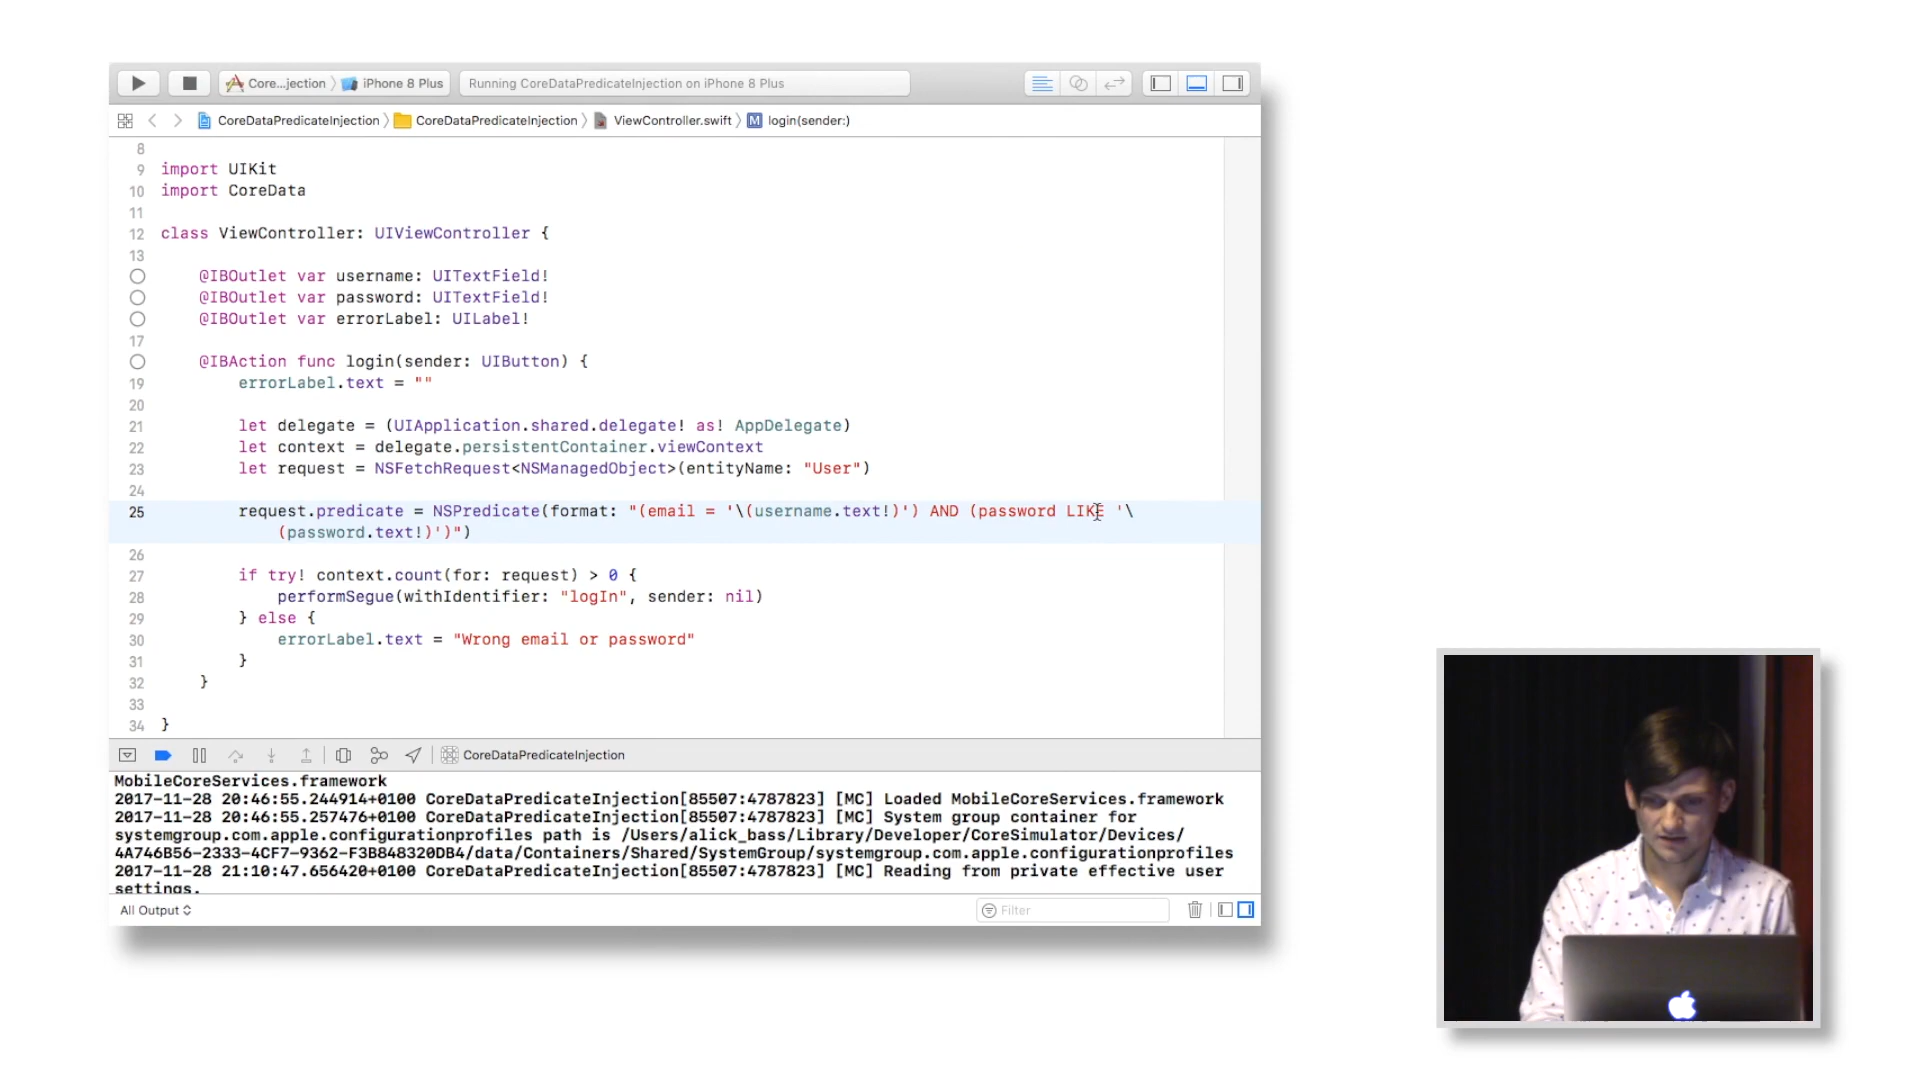 Core...jection 〉 iPhone 8 Plus
Running CoreDataPredicateInjection on iPhone 8 Plus
CoreDataPredicateInjection 〉 CoreDataPredicateInjection 〉 ViewController.swift 〉 M login(sender:)
8
9 import UIKit
10 import CoreData
11
12 class ViewController: UIViewController {
13
@IBOutlet var username: UITextField!
@IBOutlet var password: UITextField!
@IBOutlet var errorLabel: UILabel!
17
@IBAction func login(sender: UIButton) {
19 errorLabel.text = ""
20
21 let delegate = (UIApplication.shared.delegate! as! AppDelegate)
22 let context = delegate.persistentContainer.viewContext
23 let request = NSFetchRequest<NSManagedObject>(entityName: "User")
24
25 request.predicate = NSPredicate(format: "(email = '\(username.text!)') AND (password LIKE '\
(password.text!)')")
26
27 if try! context.count(for: request) > 0 {
28 performSegue(withIdentifier: "logIn", sender: nil)
29 } else {
30 errorLabel.text = "Wrong email or password"
31 }
32 }
33
34 }
CoreDataPredicateInjection
MobileCoreServices.framework
2017-11-28 20:46:55.244914+0100 CoreDataPredicateInjection[85507:4787823] [MC] Loaded MobileCoreServices.framework
2017-11-28 20:46:55.257476+0100 CoreDataPredicateInjection[85507:4787823] [MC] System group container for
systemgroup.com.apple.configurationprofiles path is /Users/alick_bass/Library/Developer/CoreSimulator/Devices/
4A746B56-2333-4CF7-9362-F3B848320DB4/data/Containers/Shared/SystemGroup/systemgroup.com.apple.configurationprofiles
2017-11-28 21:10:47.656420+0100 CoreDataPredicateInjection[85507:4787823] [MC] Reading from private effective user
settings.
All Output
Filter